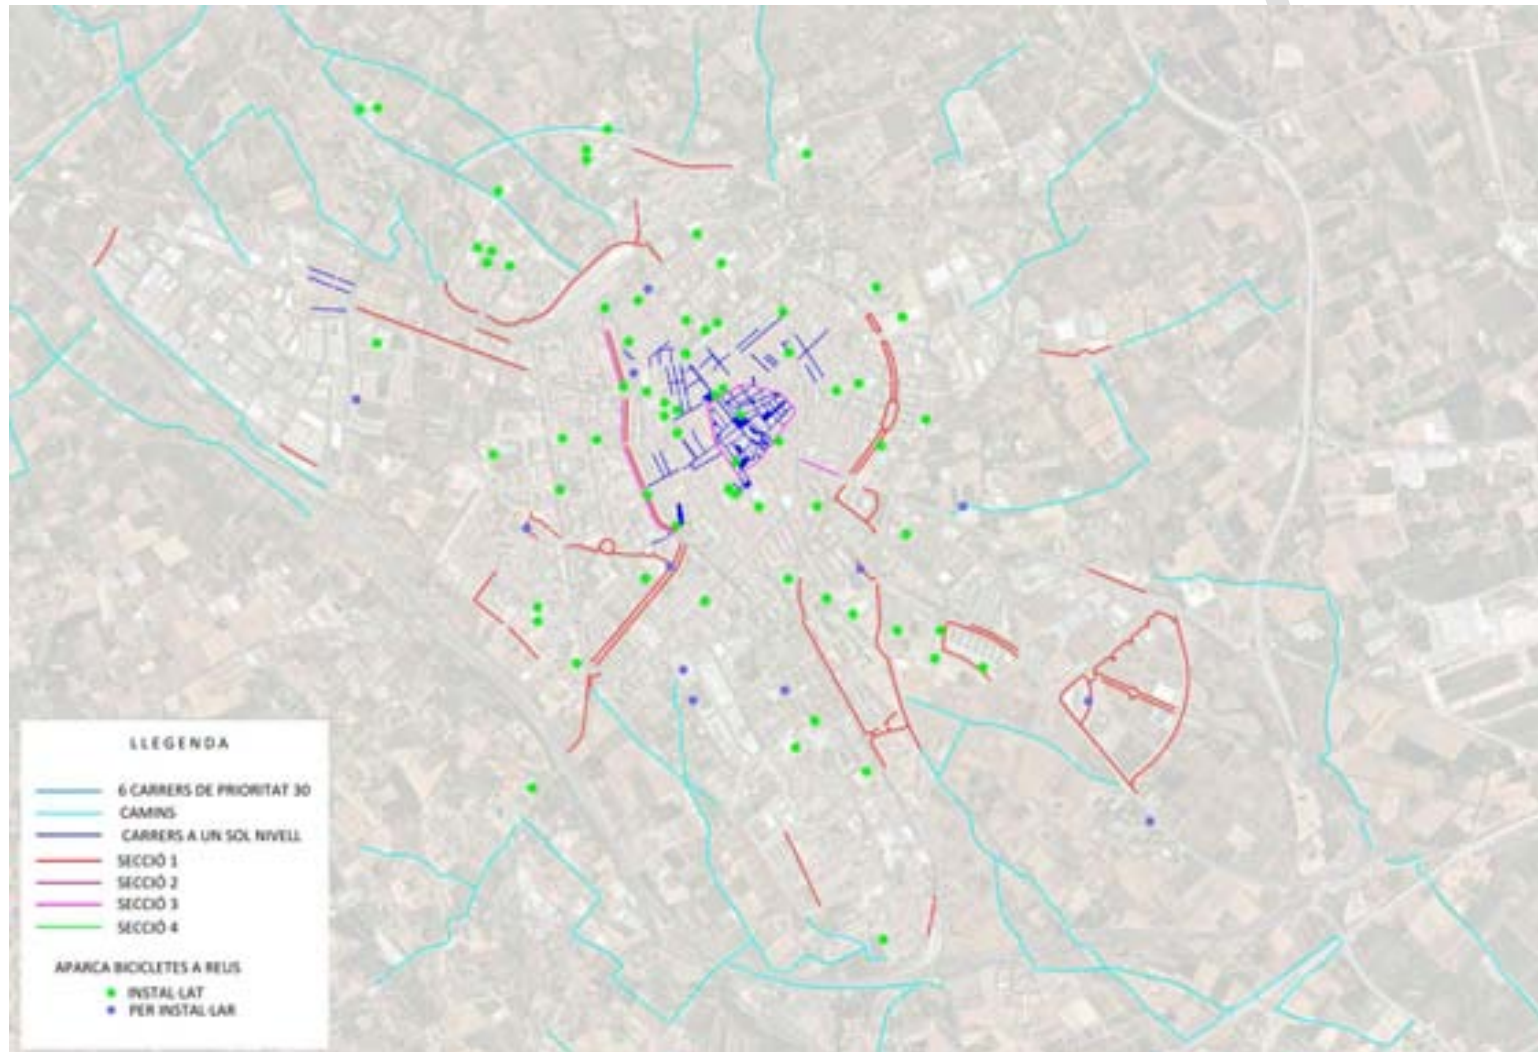 LLEGENDA
6 CARRERS DE PRIORITAT 30
CAMINS
CARRERS A UN SOL NIVELL
SECCIÓ 1
SECCIÓ 2
SECCIÓ 3
SECCIÓ 4
APARCA BICICLETES A REUS
INSTAL·LAT
PER INSTAL·LAR